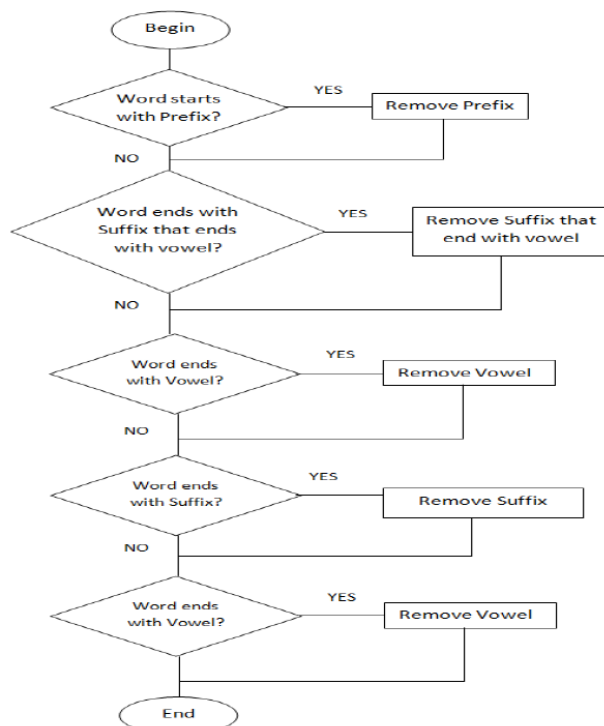 Begin
Word starts
with Prefix?
YES
Remove Prefix
NO
Word ends with
Suffix that ends
with vowel?
YES
Remove Suffix that
end with vowel
NO
Word ends
with Vowel?
YES
Remove Vowel
NO
Word ends
with Suffix?
YES
Remove Suffix
NO
Word ends
with Vowel?
YES
Remove Vowel
End